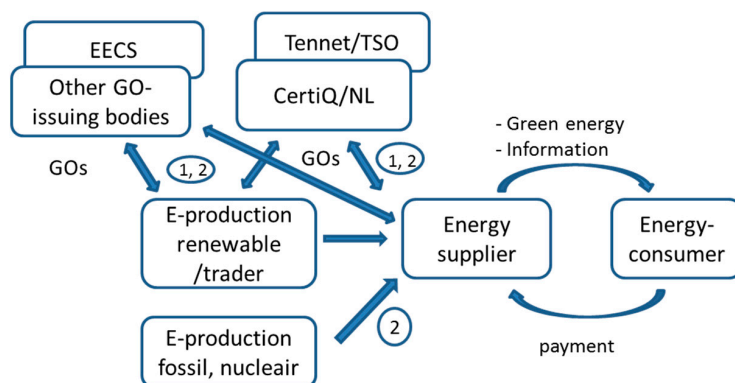 EECS
Other GO-
issuing bodies
Tennet/TSO
CertiQ/NL
GOs
1, 2
GOs
1, 2
- Green energy
- Information
E-production
renewable
/trader
Energy
supplier
Energy-
consumer
E-production
fossil, nucleair
2
payment